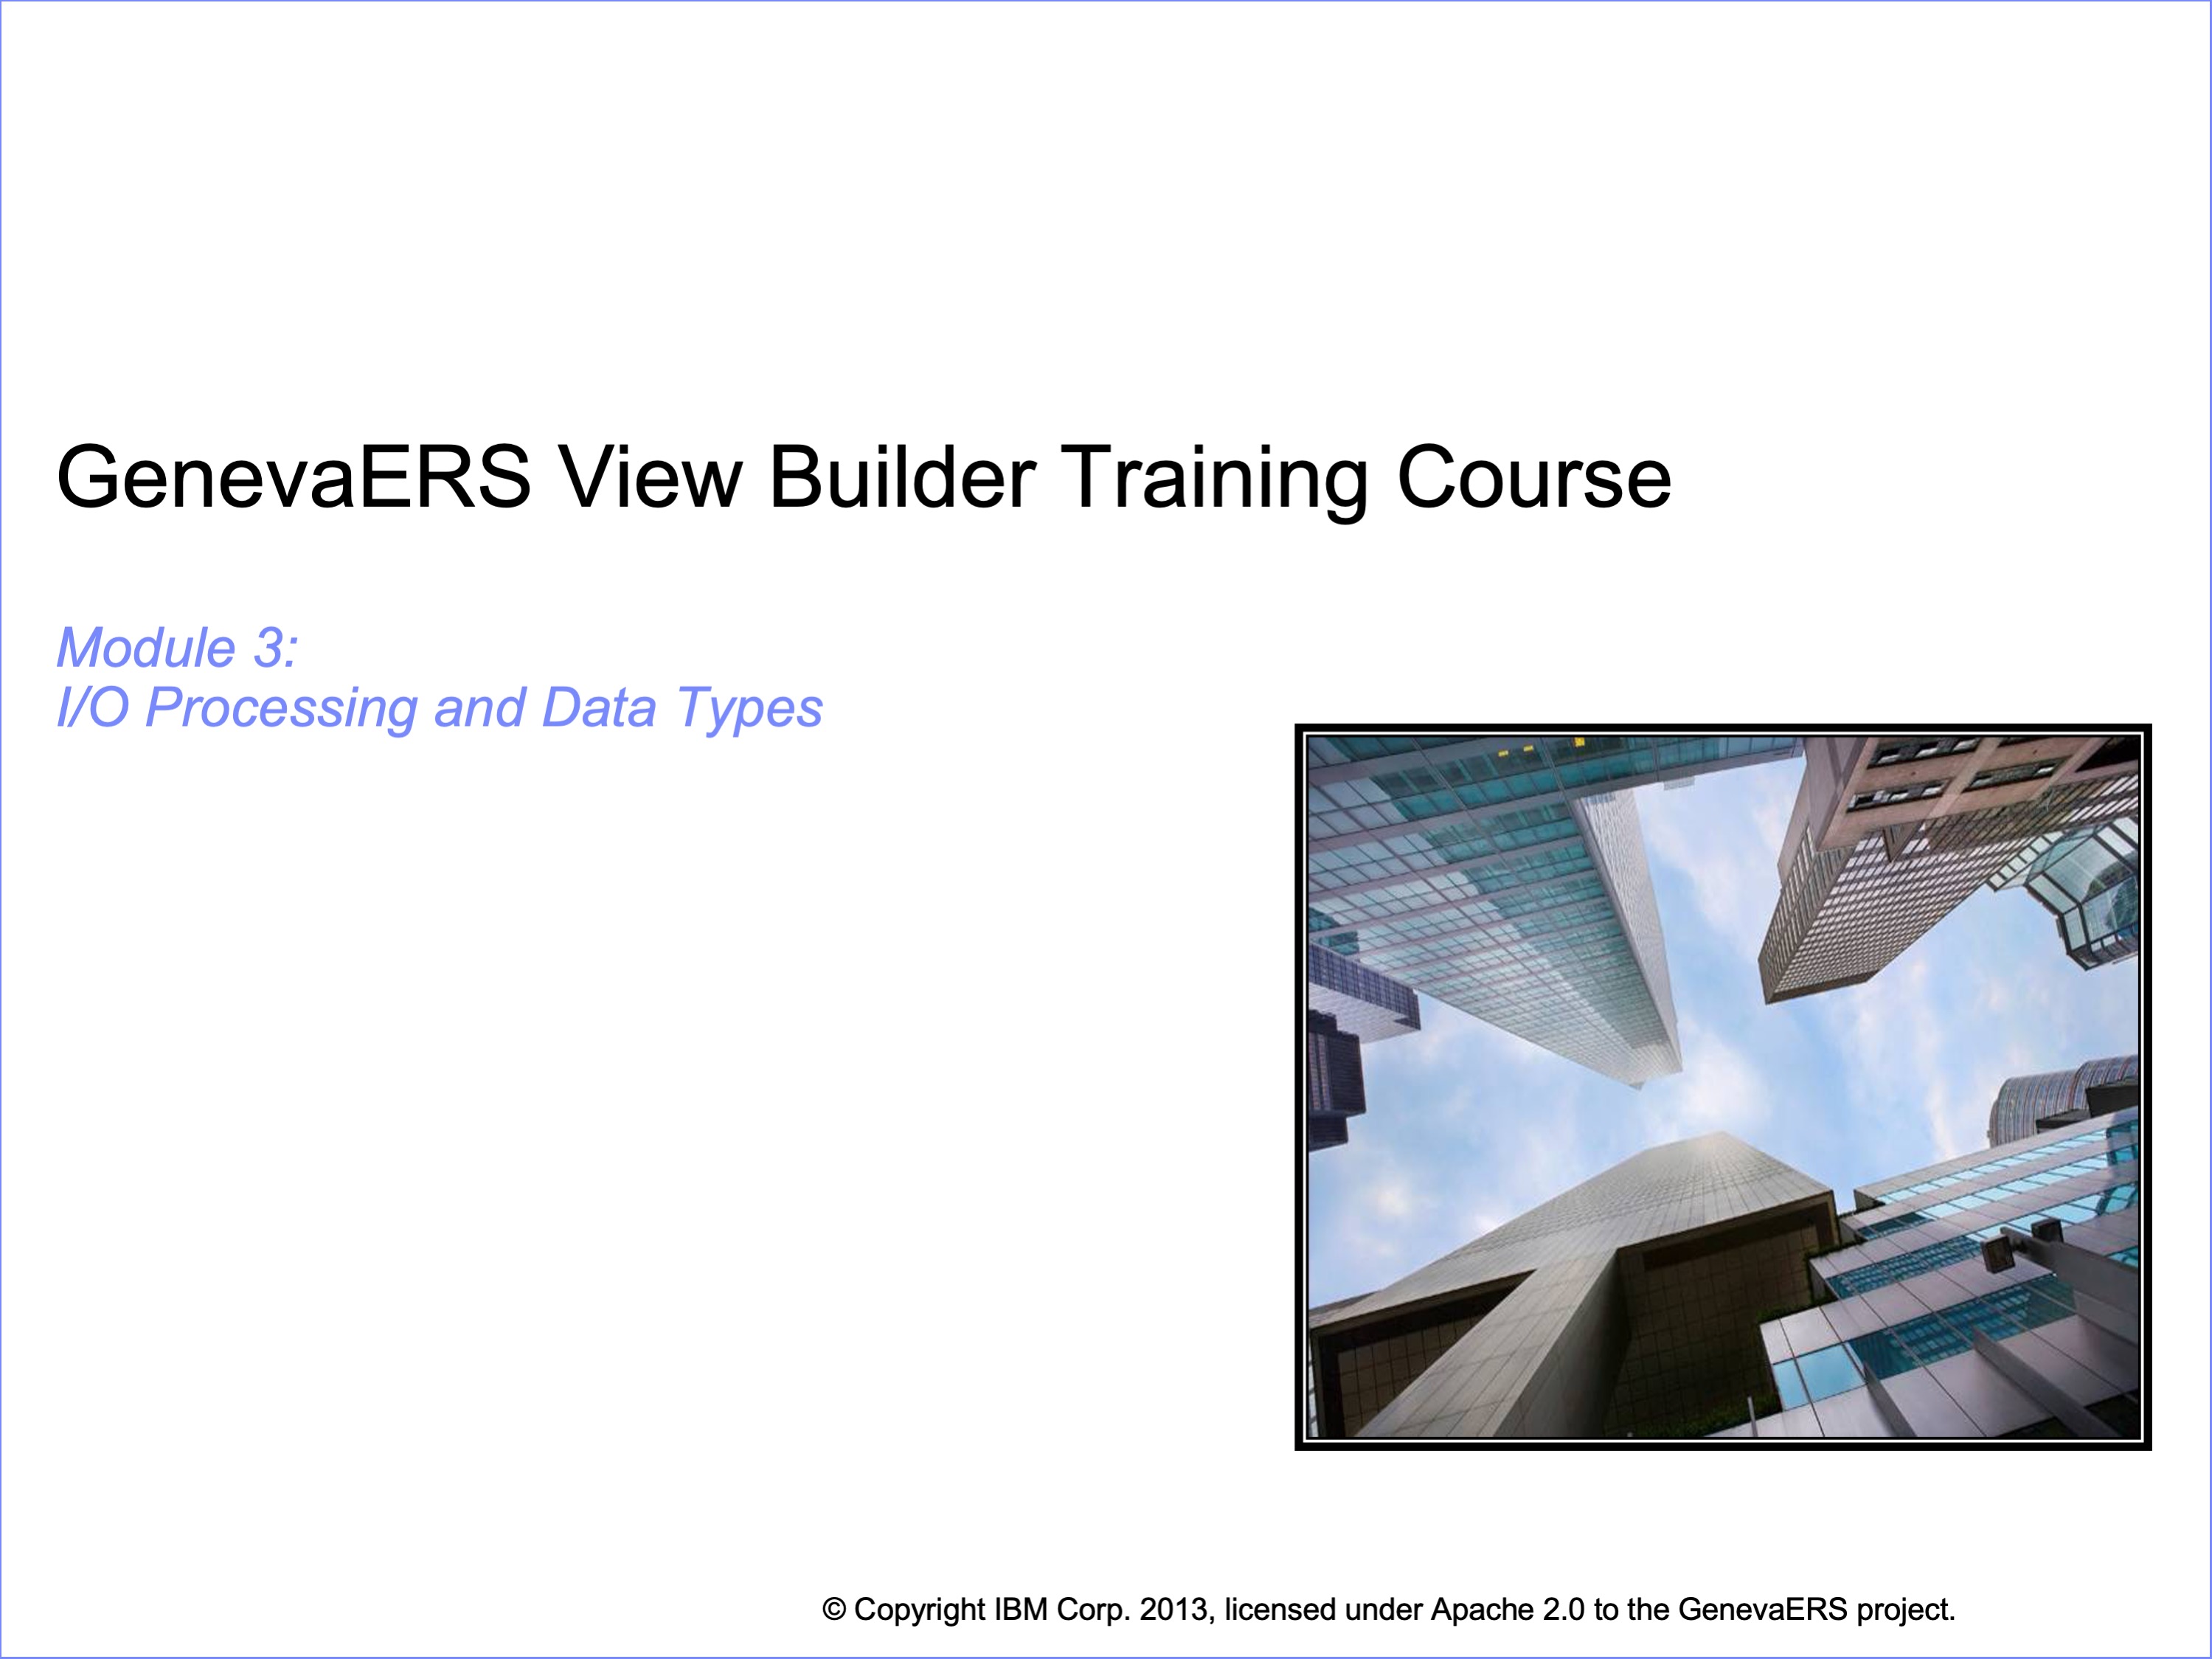 GenevaERS View Builder Training Course
Module 3:
I/O Processing and Data Types
© Copyright IBM Corp. 2013, licensed under Apache 2.0 to the GenevaERS project.